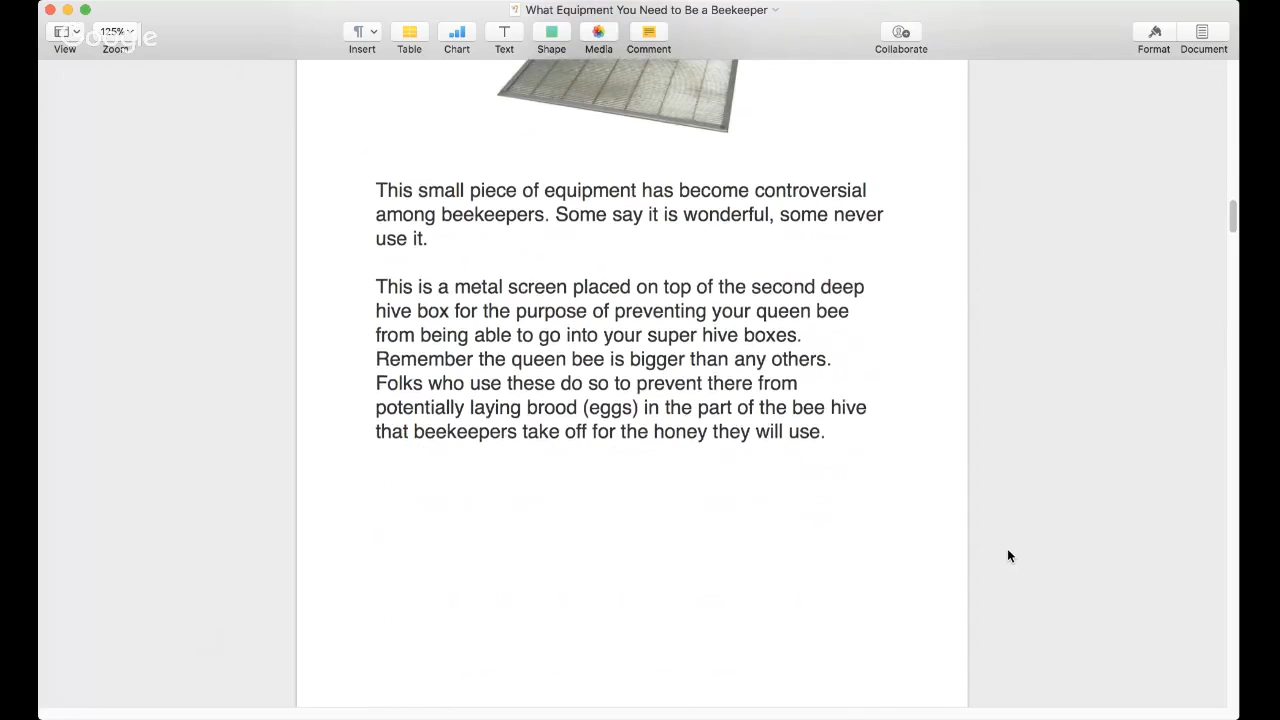 What Equipment You Need to Be a Beekeeper
125%
Google
View
Zoom
Insert
Table
Chart
Text
Shape
Media
Comment
Collaborate
Format
Document
This small piece of equipment has become controversial
among beekeepers. Some say it is wonderful, some never
use it.
This is a metal screen placed on top of the second deep
hive box for the purpose of preventing your queen bee
from being able to go into your super hive boxes.
Remember the queen bee is bigger than any others.
Folks who use these do so to prevent there from
potentially laying brood (eggs) in the part of the bee hive
that beekeepers take off for the honey they will use.